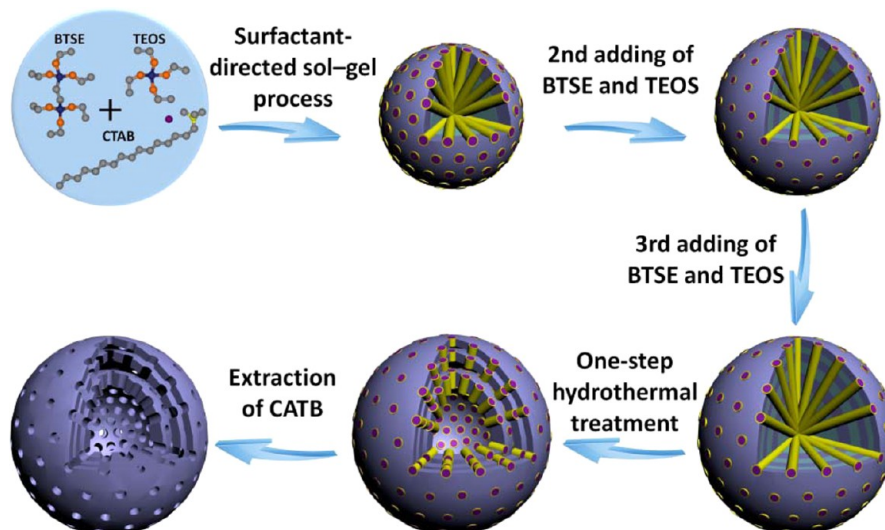 BTSE
TEOS
CTAB
Surfactant-
directed sol–gel
process
2nd adding of
BTSE and TEOS
3rd adding of
BTSE and TEOS
One-step
hydrothermal
treatment
Extraction
of CATB